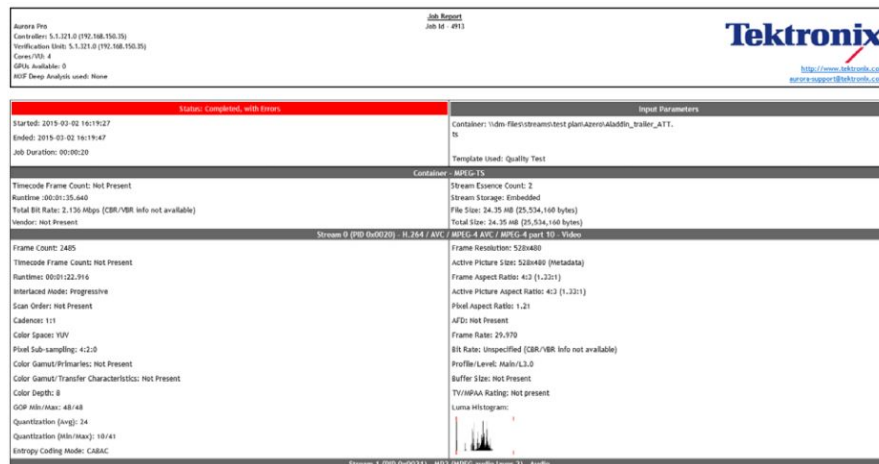 Aurora Pro
Controller: 5.1.321.0 (192.168.150.35)
Verification Unit: 5.1.321.0 (192.168.150.35)
Cores/VU: 4
GPUs Available: 0
MXF Deep Analysis used: None
Job Report
Job Id - 4913
Tektronix
http://www.tektronix.co
aurora-support@tektronix.co
Status: Completed, with Errors
Started: 2015-03-02 16:19:27
Ended: 2015-03-02 16:19:47
Job Duration: 00:00:20
Input Parameters
Container: \\dm-files\streams\test plan\Azero\Aladdin_trailer_ATT.
ts
Template Used: Quality Test
Container - MPEG-TS
Timecode Frame Count: Not Present
Runtime :00:01:35.640
Total Bit Rate: 2.136 Mbps (CBR/VBR info not available)
Vendor: Not Present
Stream Essence Count: 2
Stream Storage: Embedded
File Size: 24.35 MB (25,534,160 bytes)
Total Size: 24.35 MB (25,534,160 bytes)
Stream 0 (PID 0x0020) - H.264 / AVC / MPEG-4 AVC / MPEG-4 part 10 - Video
Frame Count: 2485
Timecode Frame Count: Not Present
Runtime: 00:01:22.916
Interlaced Mode: Progressive
Scan Order: Not Present
Cadence: 1:1
Color Space: YUV
Pixel Sub-sampling: 4:2:0
Color Gamut/Primaries: Not Present
Color Gamut/Transfer Characteristics: Not Present
Color Depth: 8
GOP Min/Max: 48/48
Quantization (Avg): 24
Quantization (Min/Max): 10/41
Entropy Coding Mode: CABAC
Frame Resolution: 528x480
Active Picture Size: 528x480 (Metadata)
Frame Aspect Ratio: 4:3 (1.33:1)
Active Picture Aspect Ratio: 4:3 (1.33:1)
Pixel Aspect Ratio: 1.21
AFD: Not Present
Frame Rate: 29.970
Bit Rate: Unspecified (CBR/VBR info not available)
Profile/Level: Main/L3.0
Buffer Size: Not Present
TV/MPAA Rating: Not present
Luma Histogram:
Stream 1 (PID 0x0021) - MP2 (MPEG audio layer 2) - Audio